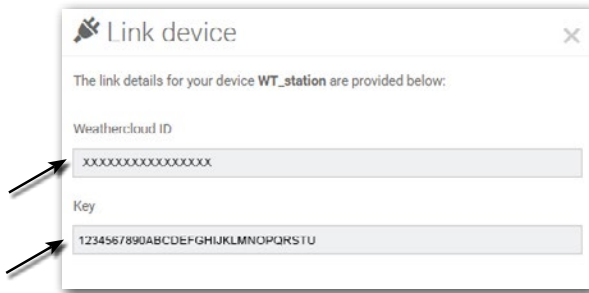 Link device
The link details for your device WT_station are provided below:
Weathercloud ID
XXXXXXXXXXXXXXXX
Key
1234567890ABCDEFGHIJKLMNOPQRSTU